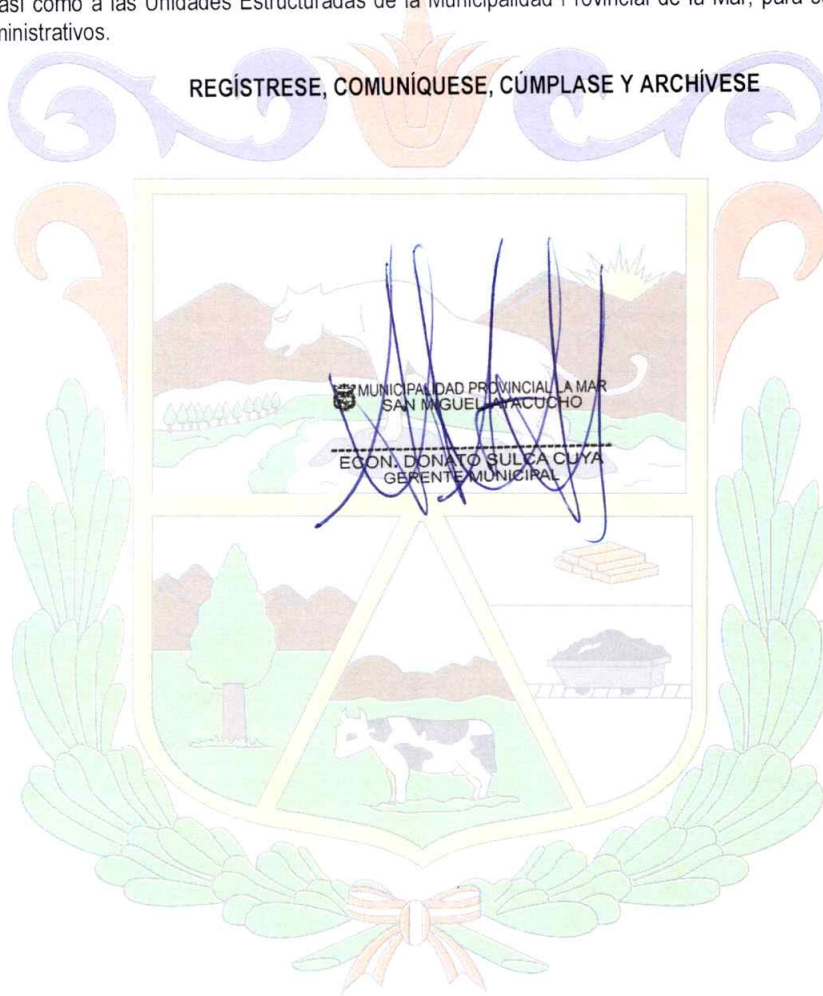 así como a las Unidades Estructuradas de la Municipalidad Provincial de la Mar, para
ministrativos.
REGÍSTRESE, COMUNÍQUESE, CÚMPLASE Y ARCHÍVESE
MUNICIPALIDAD PROVINCIAL LA MAR
SAN MIGUEL AYACUCHO
ECON. DONATO SULCA CUYA
GERENTE MUNICIPAL